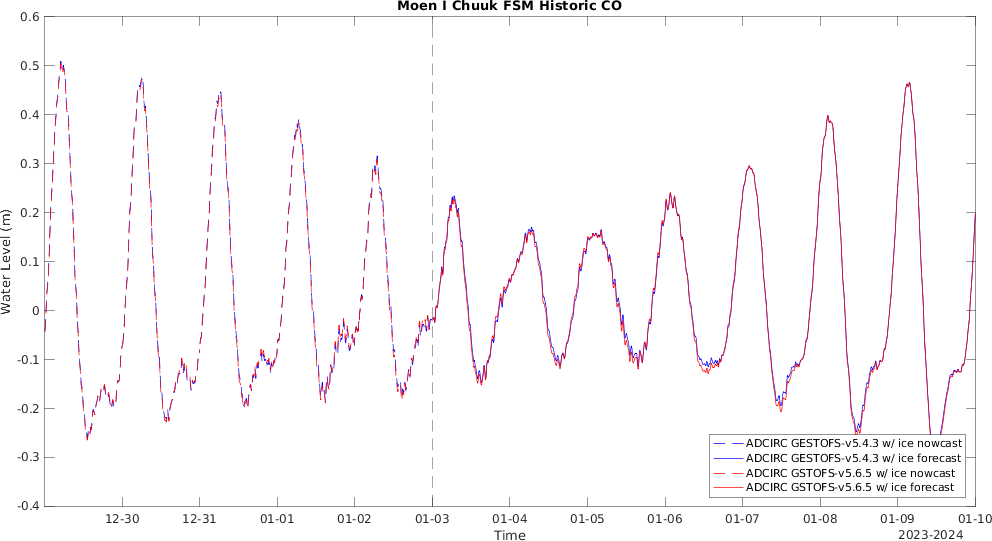 Moen I Chuuk FSM Historic CO
0.6
0.5
0.4
0.3
0.2
0.1
0
-0.1
-0.2
-0.3
-0.4
Water Level (m)
ADCIRC GESTOFS-v5.4.3 w/ ice nowcast
ADCIRC GESTOFS-v5.4.3 w/ ice forecast
ADCIRC GSTOFS-v5.6.5 w/ ice nowcast
ADCIRC GSTOFS-v5.6.5 w/ ice forecast
12-30 12-31 01-01 01-02 01-03 01-04 01-05 01-06 01-07 01-08 01-09 01-10
Time
2023-2024